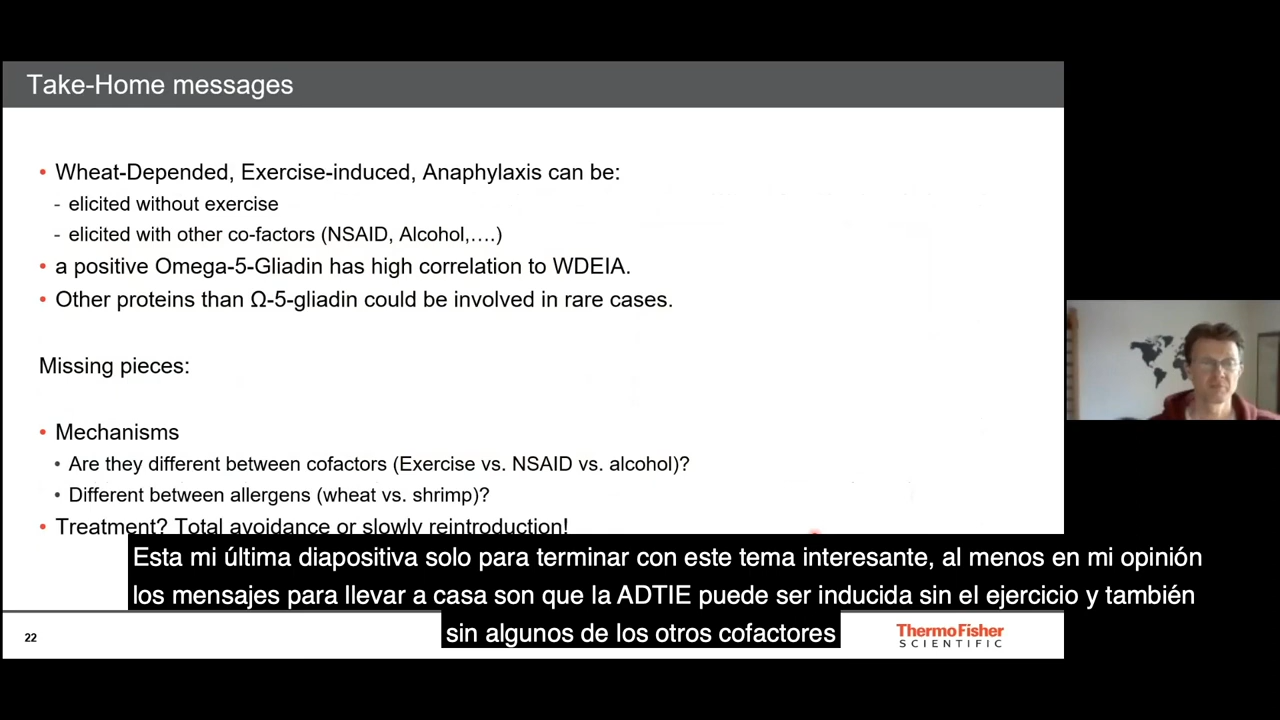 Take-Home messages
• Wheat-Depended, Exercise-induced, Anaphylaxis can be:
- elicited without exercise
- elicited with other co-factors (NSAID, Alcohol,….)
• a positive Omega-5-Gliadin has high correlation to WDEIA.
• Other proteins than Ω-5-gliadin could be involved in rare cases.
Missing pieces:
• Mechanisms
• Are they different between cofactors (Exercise vs. NSAID vs. alcohol)?
• Different between allergens (wheat vs. shrimp)?
• Treatment? Total avoidance or slowly reintroduction!
Esta mi última diapositiva solo para terminar con este tema interesante, al menos en mi opinión
los mensajes para llevar a casa son que la ADTIE puede ser inducida sin el ejercicio y también
sin algunos de los otros cofactores
22
ThermoFisher
SCIENTIFIC